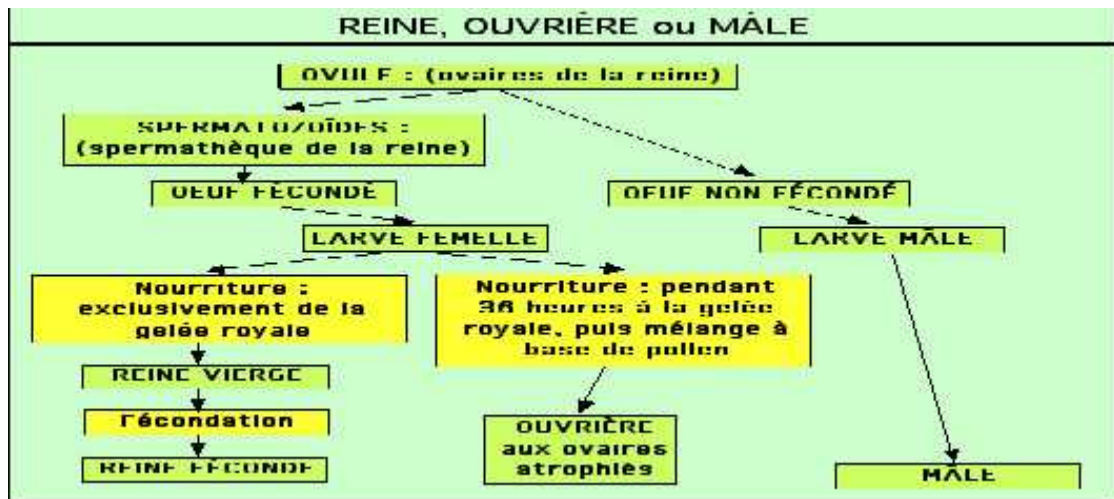 REINE, OUVRIÈRE ou MÂLE
OVULE : (ovaires de la reine)
SPERMATOZOÏDES :
(spermathèque de la reine)
OEUF FÉCONDÉ
OEUF NON FÉCONDÉ
LARVE FEMELLE
LARVE MÂLE
Nourriture :
exclusivement de la
gelée royale
Nourriture : pendant
36 heures à la gelée
royale, puis mélange à
base de pollen
REINE VIERGE
Fécondation
REINE FÉCONDE
OUVRIÈRE
aux ovaires
atrophiés
MÂLE